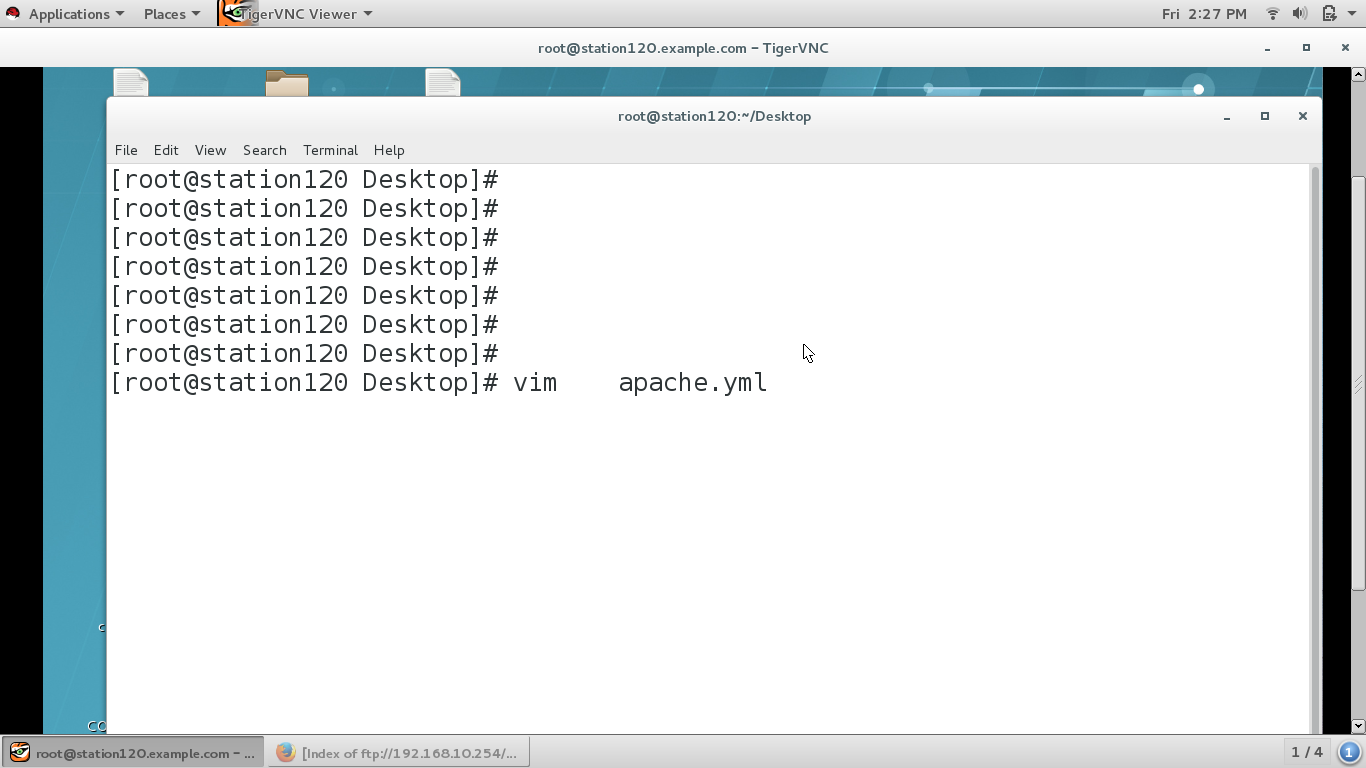 Applications Places TigerVNC Viewer Fri 2:27 PM
root@station120.example.com - TigerVNC
root@station120:~/Desktop
File Edit View Search Terminal Help
[root@station120 Desktop]#
[root@station120 Desktop]#
[root@station120 Desktop]#
[root@station120 Desktop]#
[root@station120 Desktop]#
[root@station120 Desktop]#
[root@station120 Desktop]#
[root@station120 Desktop]# vim    apache.yml
c
CO
root@station120.example.com - ... [Index of ftp://192.168.10.254/... 1 / 4 1